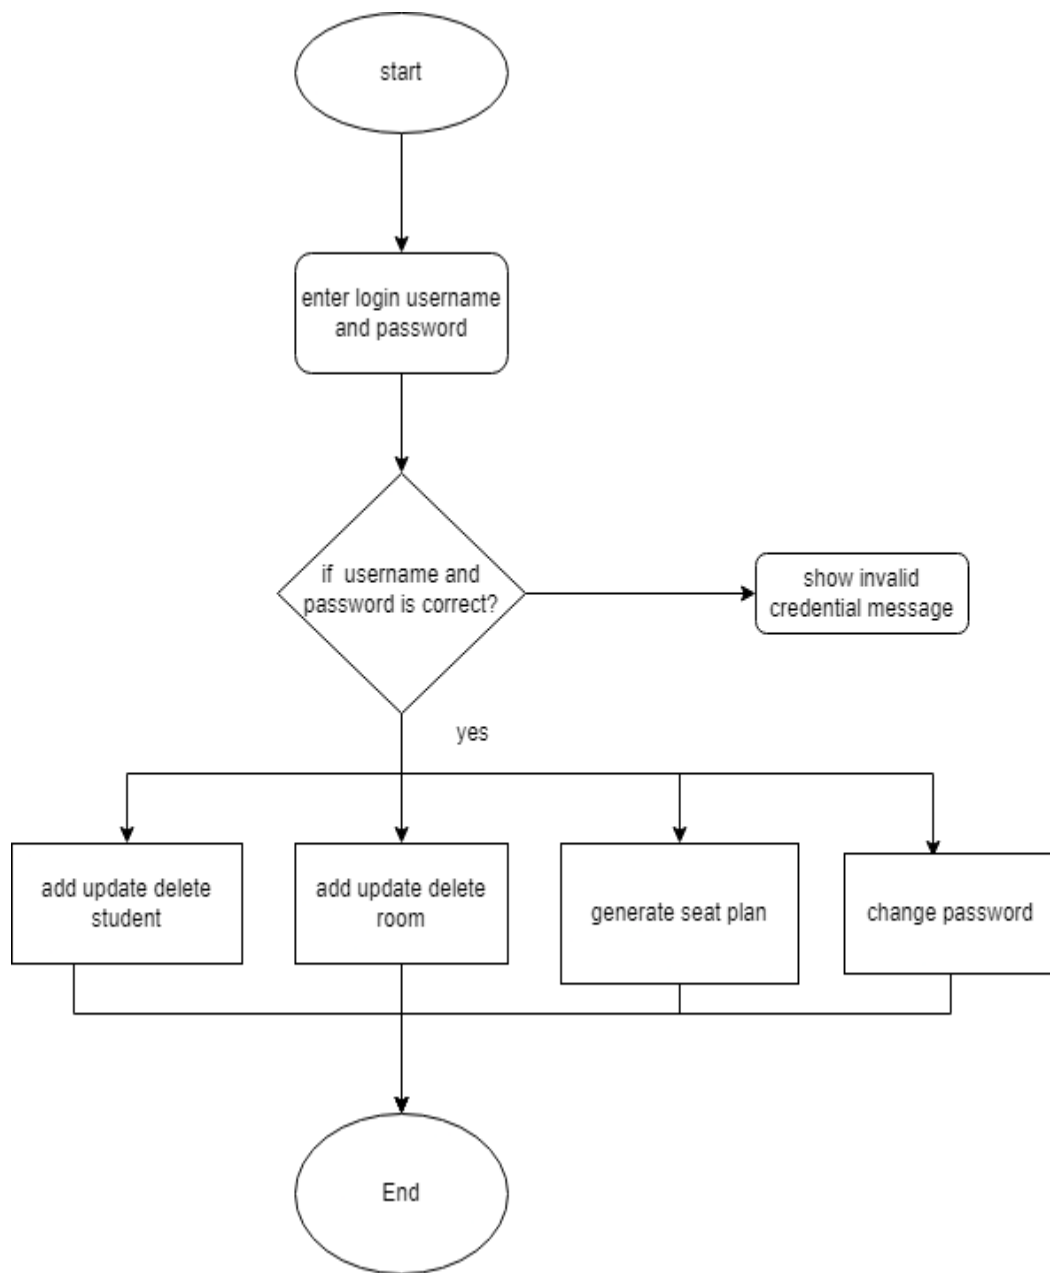 start
enter login username
and password
if  username and
password is correct?
show invalid
credential message
yes
add update delete
student
add update delete
room
generate seat plan
change password
End